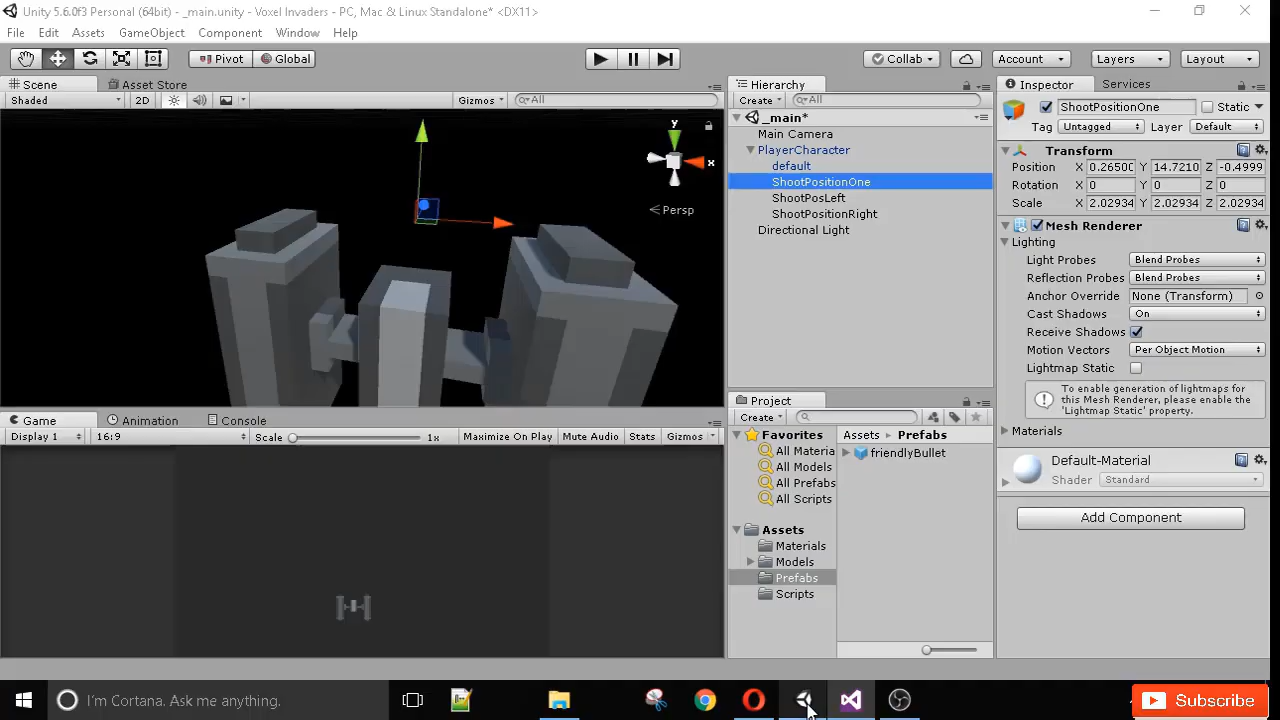 Unity 5.6.0f3 Personal (64bit) - _main.unity - Voxel Invaders - PC, Mac & Linux Standalone* <DX11>
File Edit Assets GameObject Component Window Help
Pivot Global Collab Account Layers Layout
Scene Asset Store
Shaded 2D Gizmos All
y
x
Persp
Game Animation Console
Display 1 16:9 Scale 1x Maximize On Play Mute Audio Stats Gizmos
Hierarchy
Create All
_main*
Main Camera
PlayerCharacter
default
ShootPositionOne
ShootPosLeft
ShootPositionRight
Directional Light
Project
Create
Favorites
All Materia
All Models
All Prefabs
All Scripts
Assets
Materials
Models
Prefabs
Scripts
Assets Prefabs
friendlyBullet
Inspector Services
ShootPositionOne Static
Tag Untagged Layer Default
Transform
Position X 0.26500 Y 14.7210 Z -0.4999
Rotation X 0 Y 0 Z 0
Scale X 2.02934 Y 2.02934 Z 2.02934
Mesh Renderer
Lighting
Light Probes Blend Probes
Reflection Probes Blend Probes
Anchor Override None (Transform)
Cast Shadows On
Receive Shadows
Motion Vectors Per Object Motion
Lightmap Static
To enable generation of lightmaps for
this Mesh Renderer, please enable the
'Lightmap Static' property.
Materials
Default-Material
Shader Standard
Add Component
I'm Cortana. Ask me anything.
Subscribe